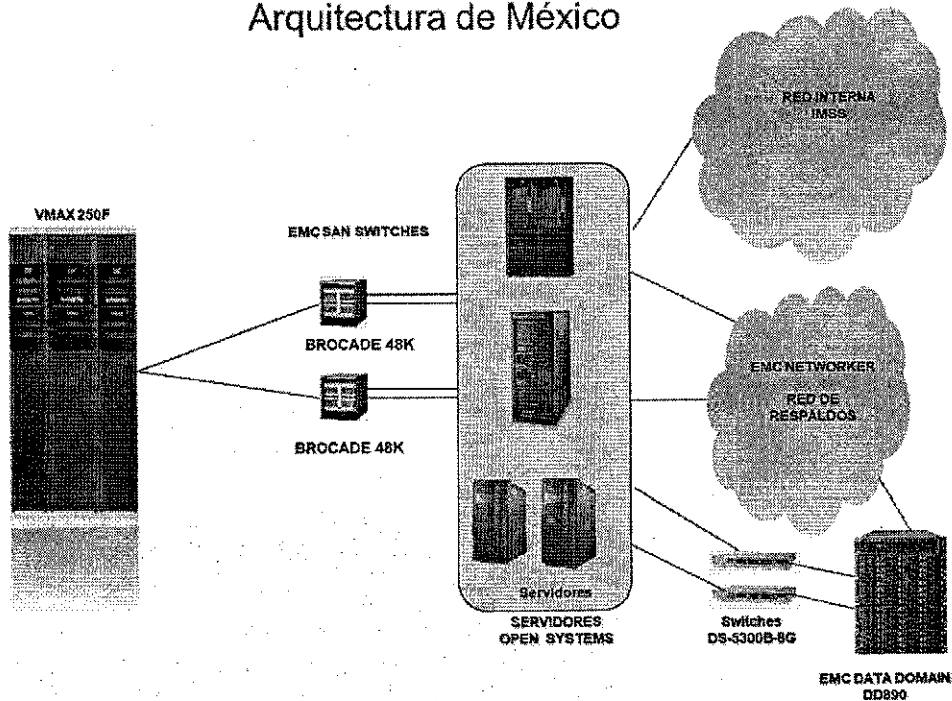 Arquitectura de México
RED INTERNA
IMSS
VMAX 250F
EMC SAN SWITCHES
BROCADE 48K
BROCADE 48K
EMC NETWORKER
RED DE
RESPALDOS
Servidores
SERVIDORES
OPEN SYSTEMS
Switches
DS-5300B-8G
EMC DATA DOMAIN
DD890